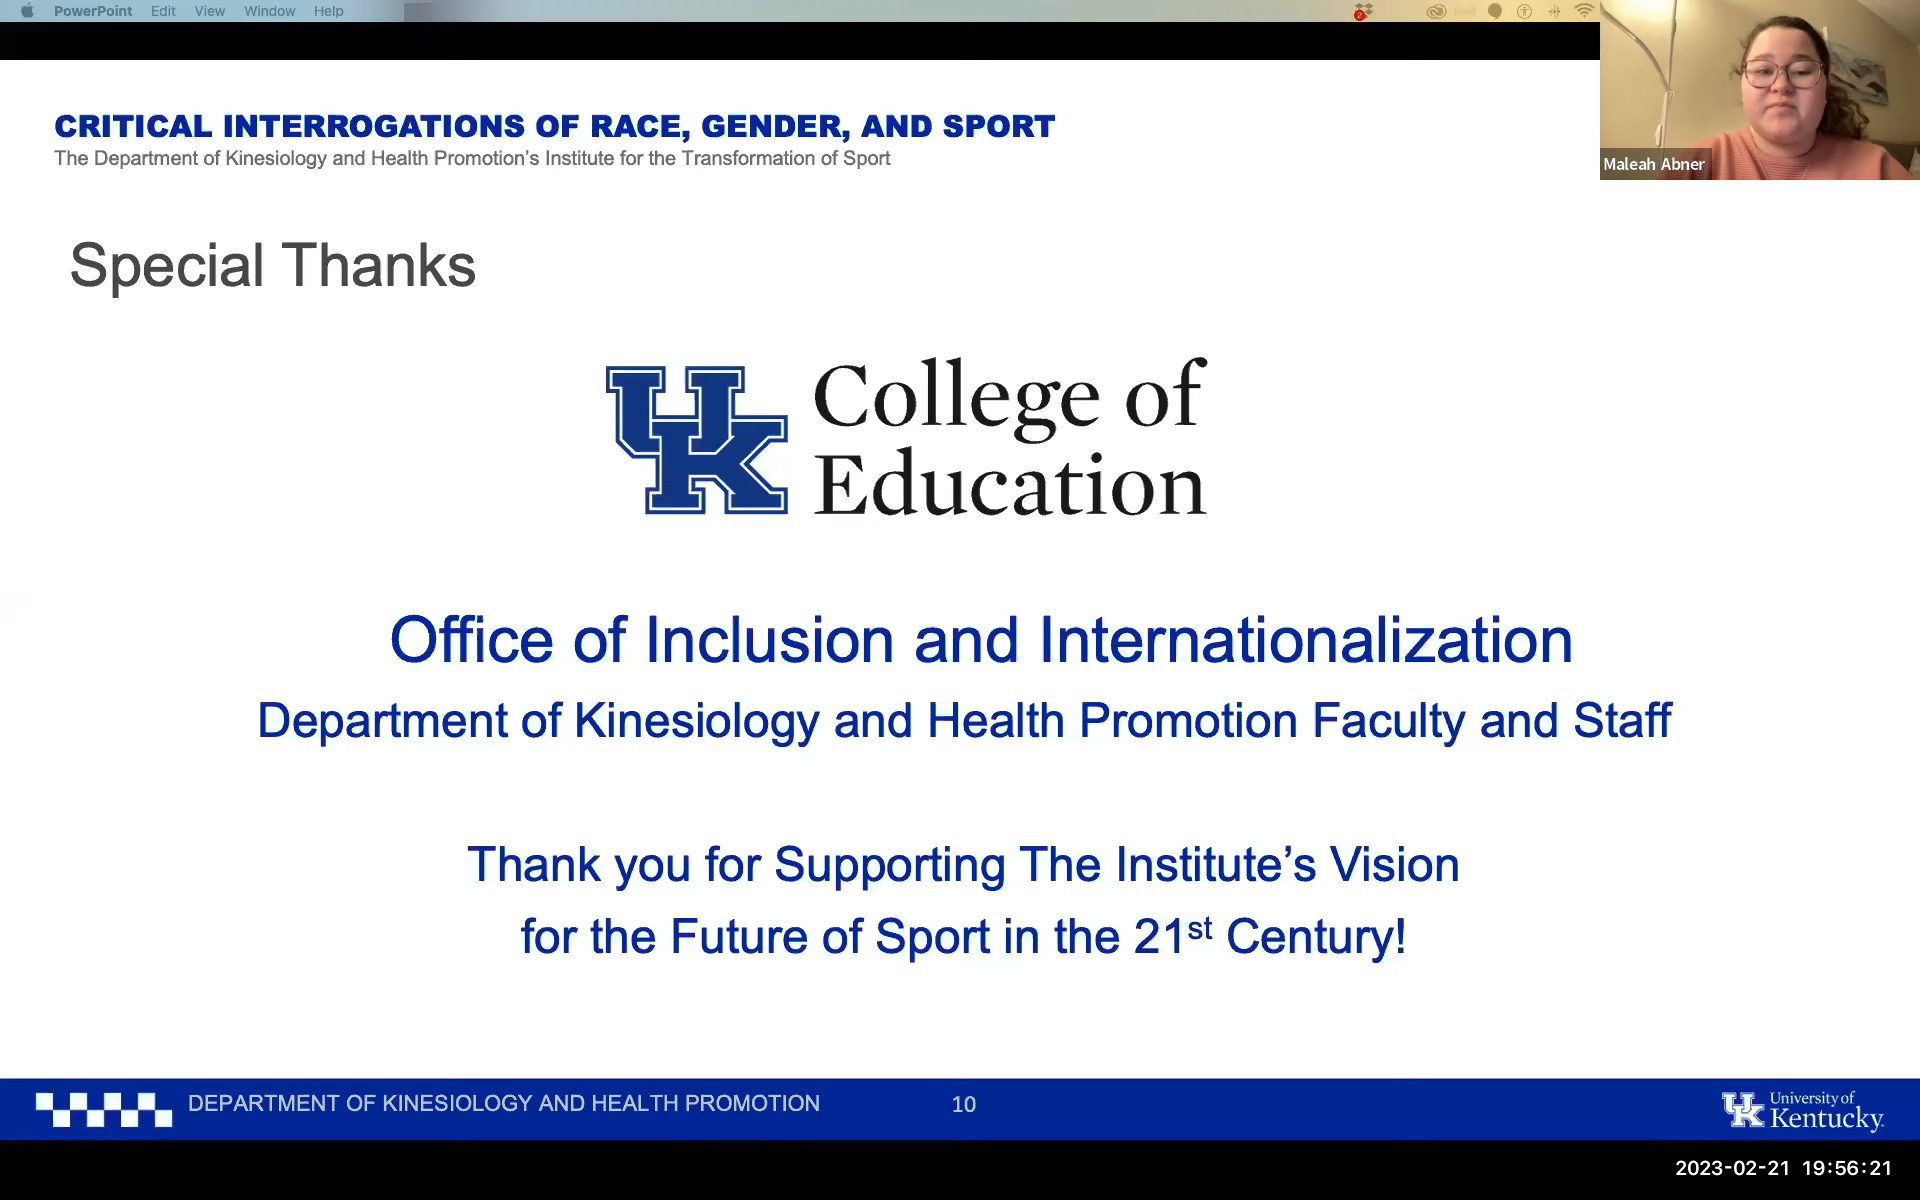 PowerPoint Edit View Window Help
2
CRITICAL INTERROGATIONS OF RACE, GENDER, AND SPORT
The Department of Kinesiology and Health Promotion’s Institute for the Transformation of Sport
Maleah Abner
Special Thanks
UK
College of
Education
Office of Inclusion and Internationalization
Department of Kinesiology and Health Promotion Faculty and Staff
Thank you for Supporting The Institute’s Vision
for the Future of Sport in the 21st Century!
DEPARTMENT OF KINESIOLOGY AND HEALTH PROMOTION
10
UK University of
Kentucky
2023-02-21 19:56:21